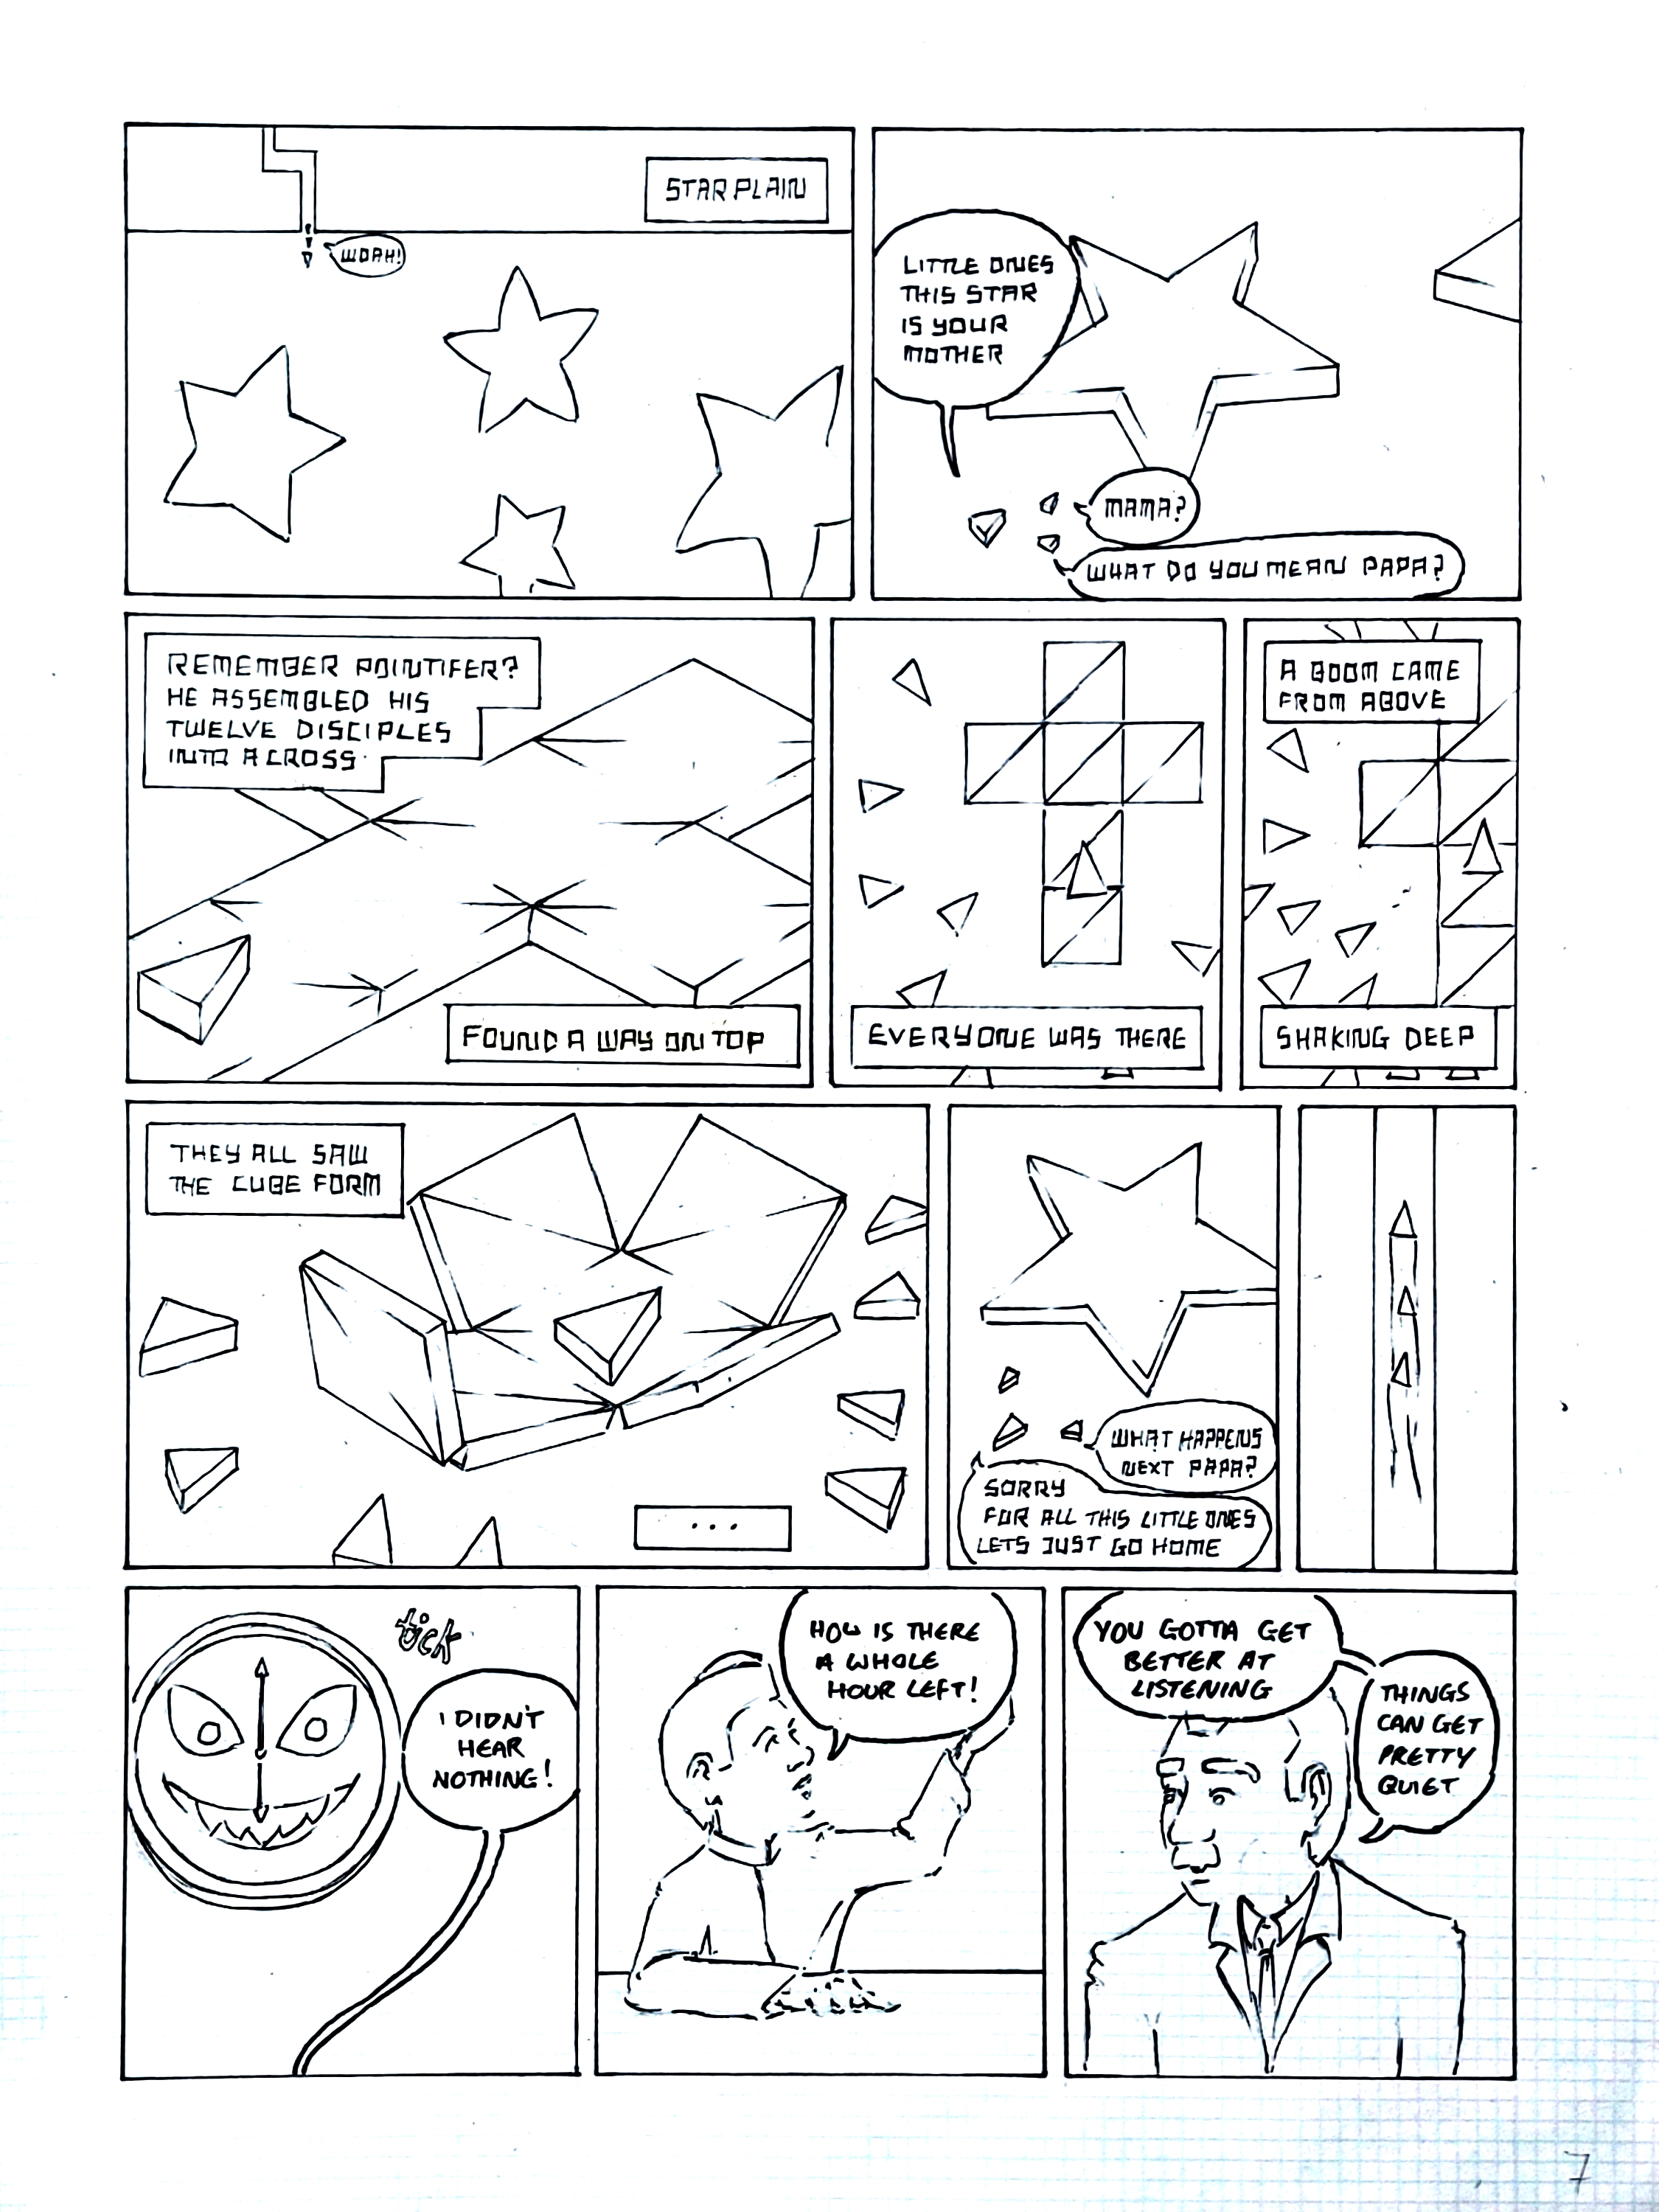 STAR PLAIN
WOAH!
LITTLE ONES
THIS STAR
IS YOUR
MOTHER
MAMA?
WHAT DO YOU MEAN PAPA?
REMEMBER POINTIFER?
HE ASSEMBLED HIS
TWELVE DISCIPLES
INTO A CROSS
FOUND A WAY ON TOP
EVERYONE WAS THERE
A BOOM CAME
FROM ABOVE
SHAKING DEEP
THEY ALL SAW
THE CUBE FORM
...
WHAT HAPPENS
NEXT PAPA?
SORRY
FOR ALL THIS LITTLE ONES
LETS JUST GO HOME
tick
I DIDN'T
HEAR
NOTHING!
HOW IS THERE
A WHOLE
HOUR LEFT!
YOU GOTTA GET
BETTER AT
LISTENING
THINGS
CAN GET
PRETTY
QUIET
7